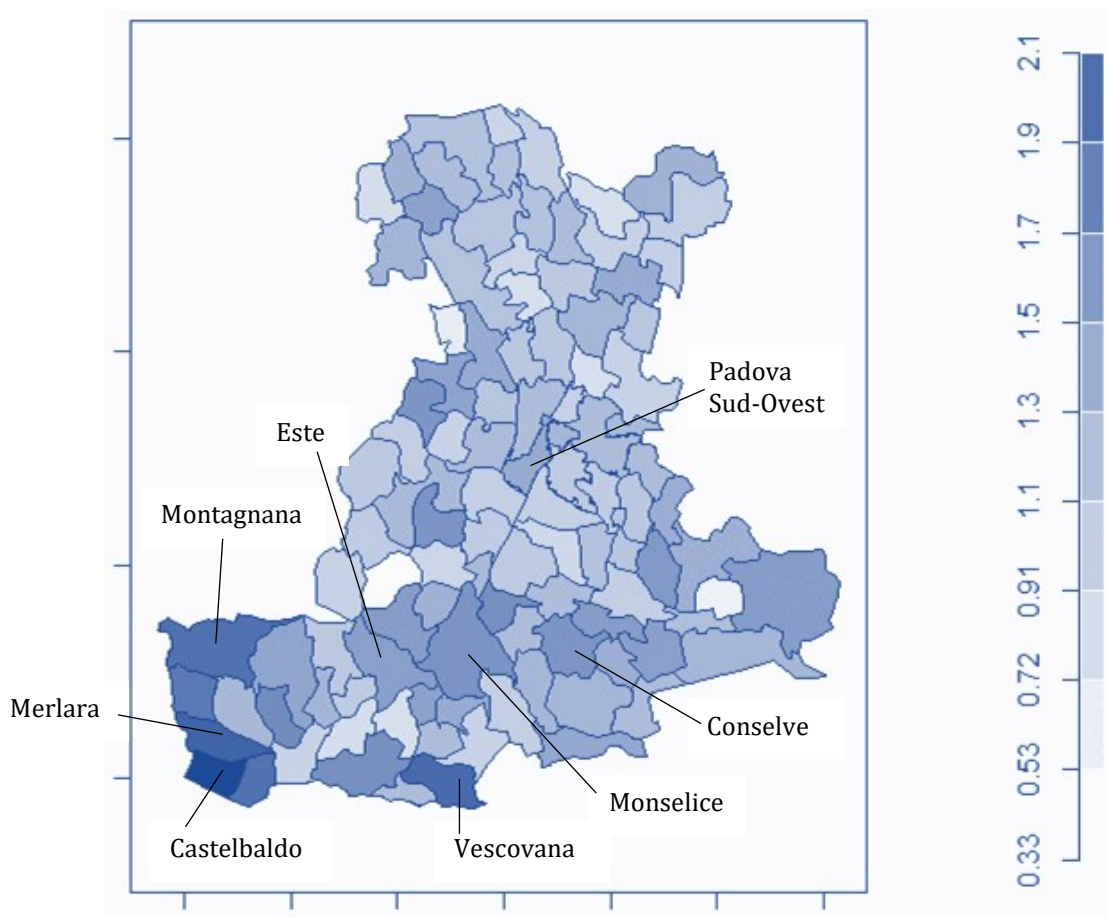 Padova
Sud-Ovest
Este
Montagnana
Merlara
Conselve
Monselice
Castelbaldo
Vescovana
2.1
1.9
1.7
1.5
1.3
1.1
0.91
0.72
0.53
0.33